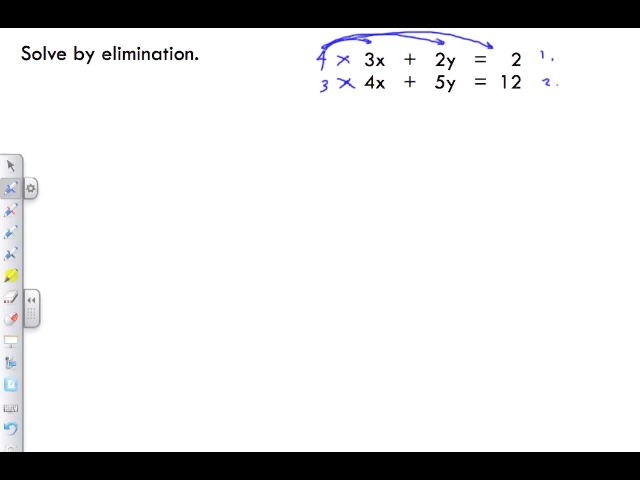 Solve by elimination.
4 × 3x + 2y = 2 1.
3 × 4x + 5y = 12 2.